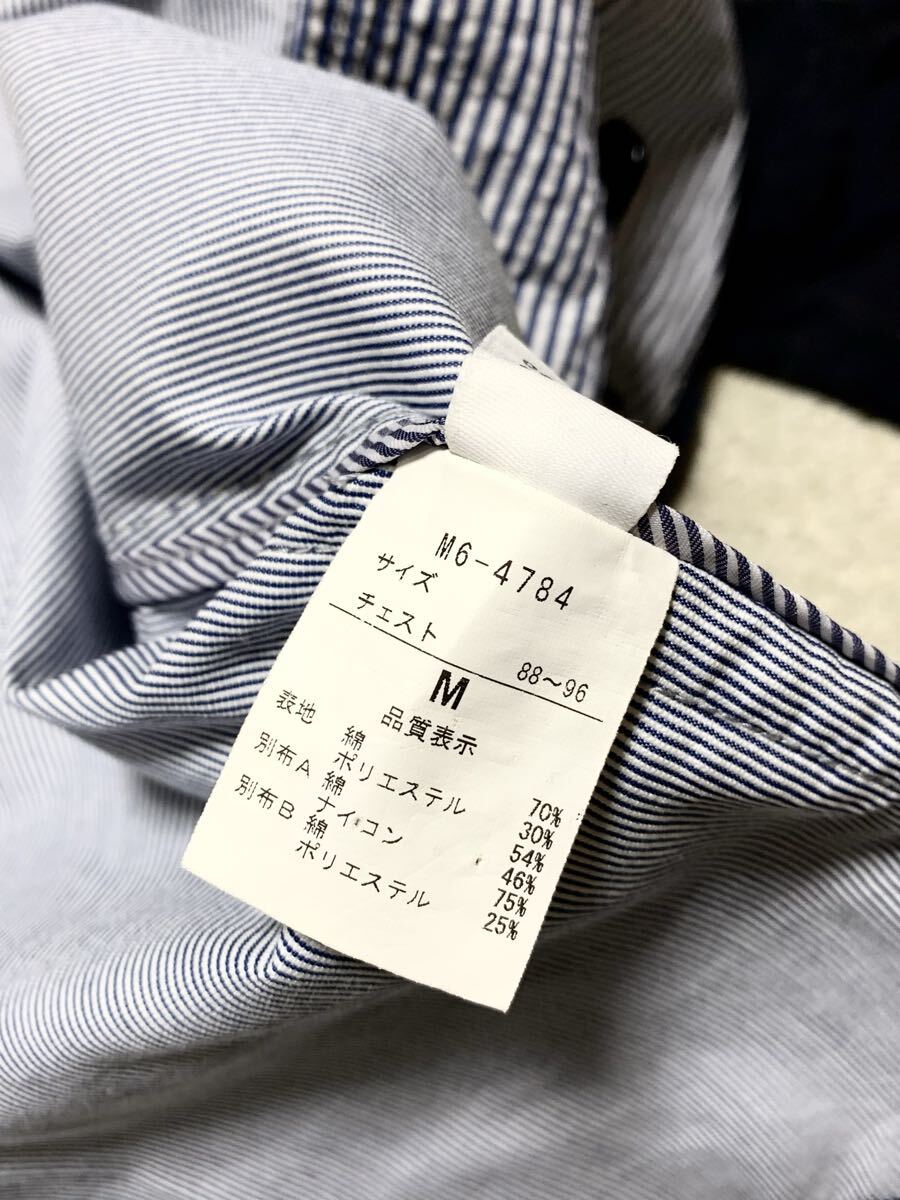 M6-4784
サイズ
チェスト 88～96
M
品質表示
表地 綿 70%
ポリエステル 30%
別布A 綿 54%
ナイロン 46%
別布B 綿 75%
ポリエステル 25%